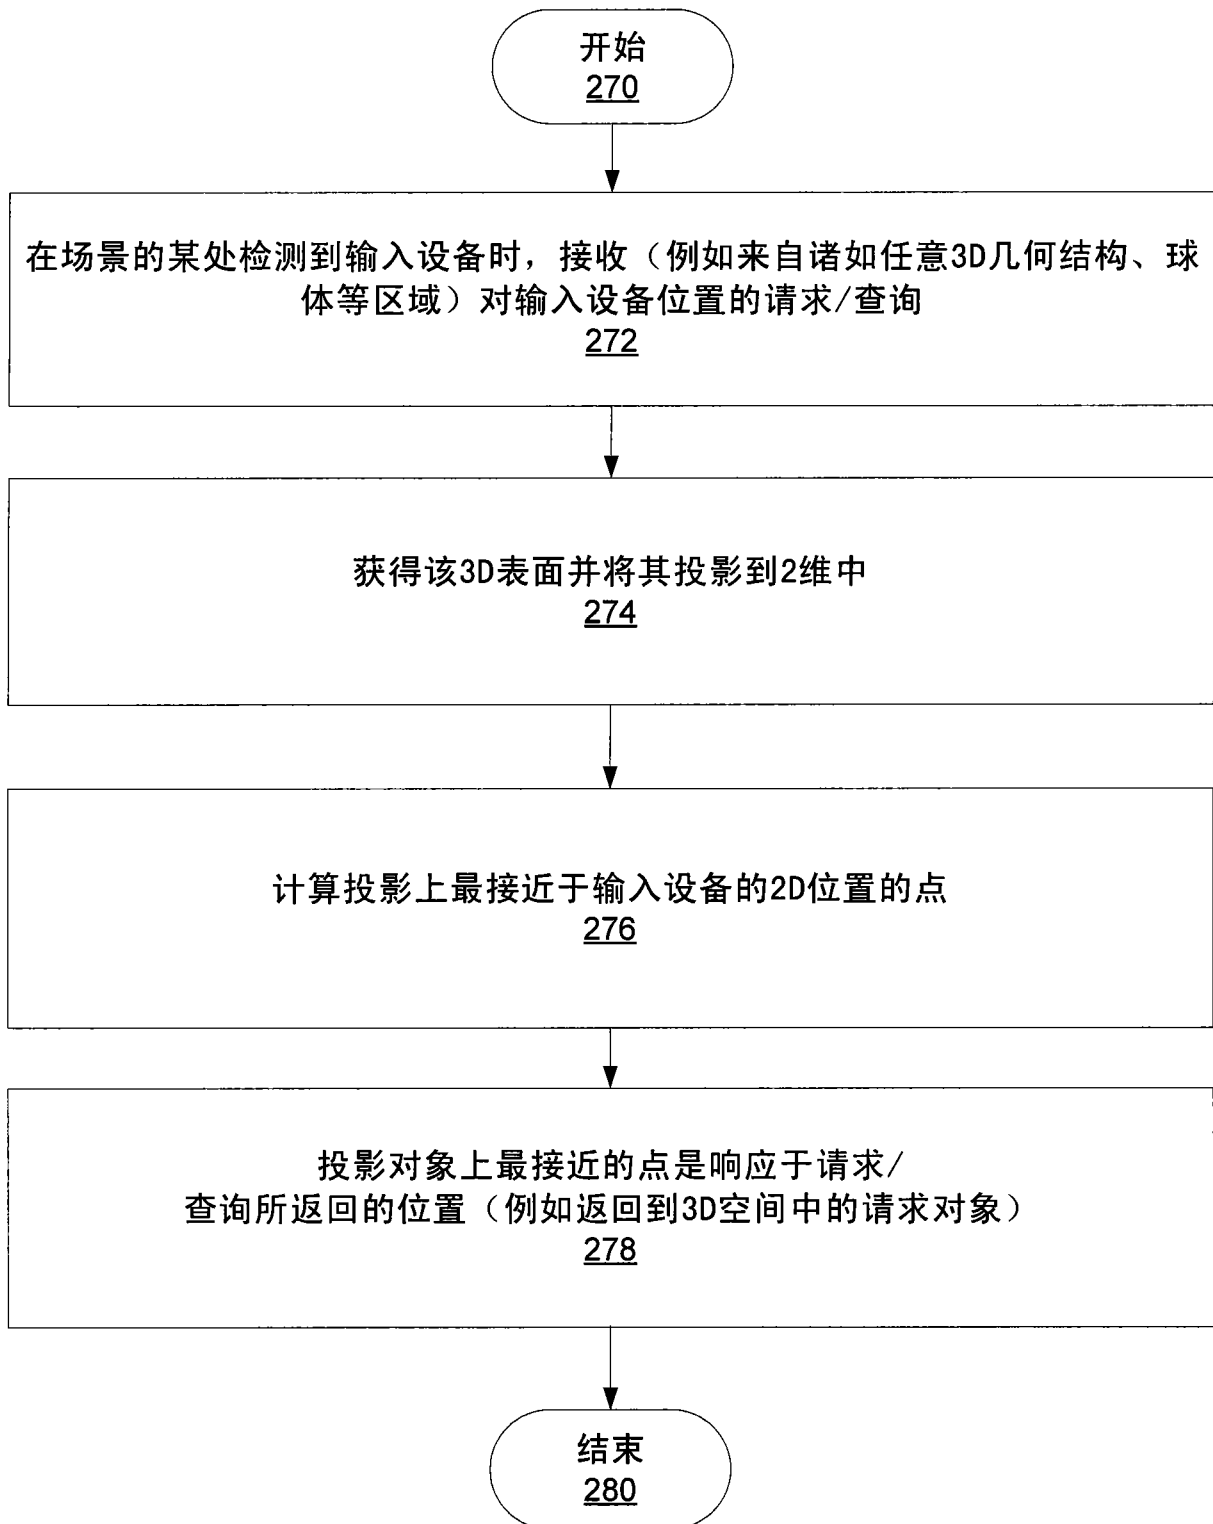 开始
270
在场景的某处检测到输入设备时，接收（例如来自诸如任意3D几何结构、球
体等区域）对输入设备位置的请求/查询
272
获得该3D表面并将其投影到2维中
274
计算投影上最接近于输入设备的2D位置的点
276
投影对象上最接近的点是响应于请求/
查询所返回的位置（例如返回到3D空间中的请求对象）
278
结束
280